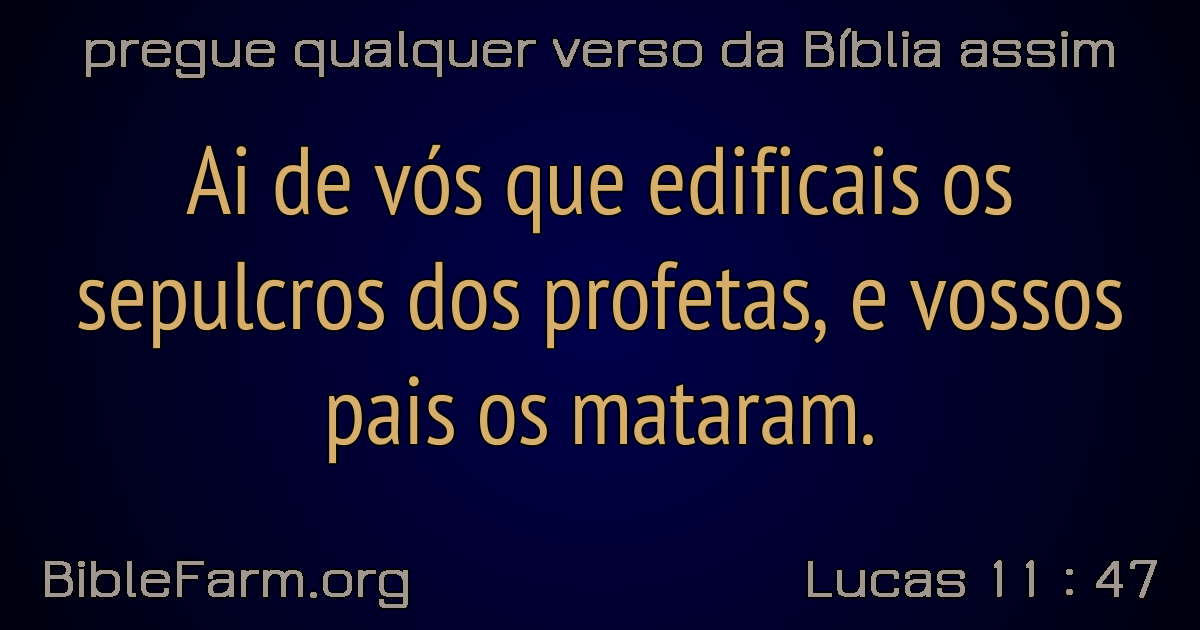 pregue qualquer verso da Bíblia assim
Ai de vós que edificais os
sepulcros dos profetas, e vossos
pais os mataram.
BibleFarm.org
Lucas 11 : 47